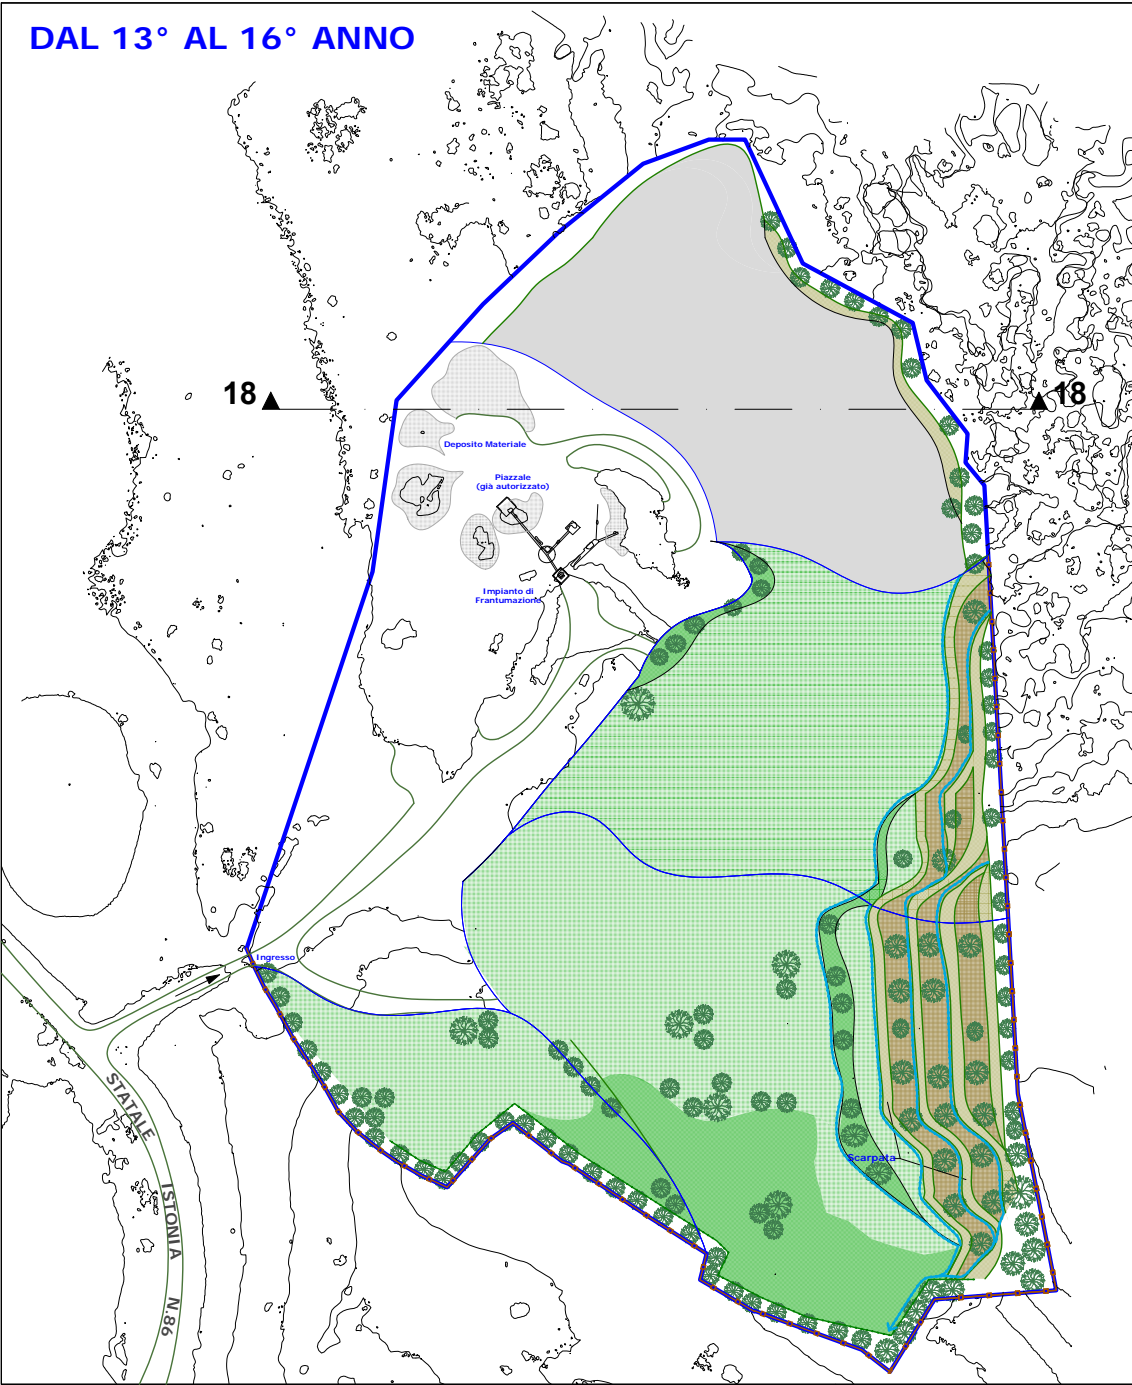 DAL 13° AL 16° ANNO
18
18
Deposito Materiale
Piazzale
(già autorizzato)
Impianto di
Frantumazione
Ingresso
Scarpata
STATALE ISTONIA N.86